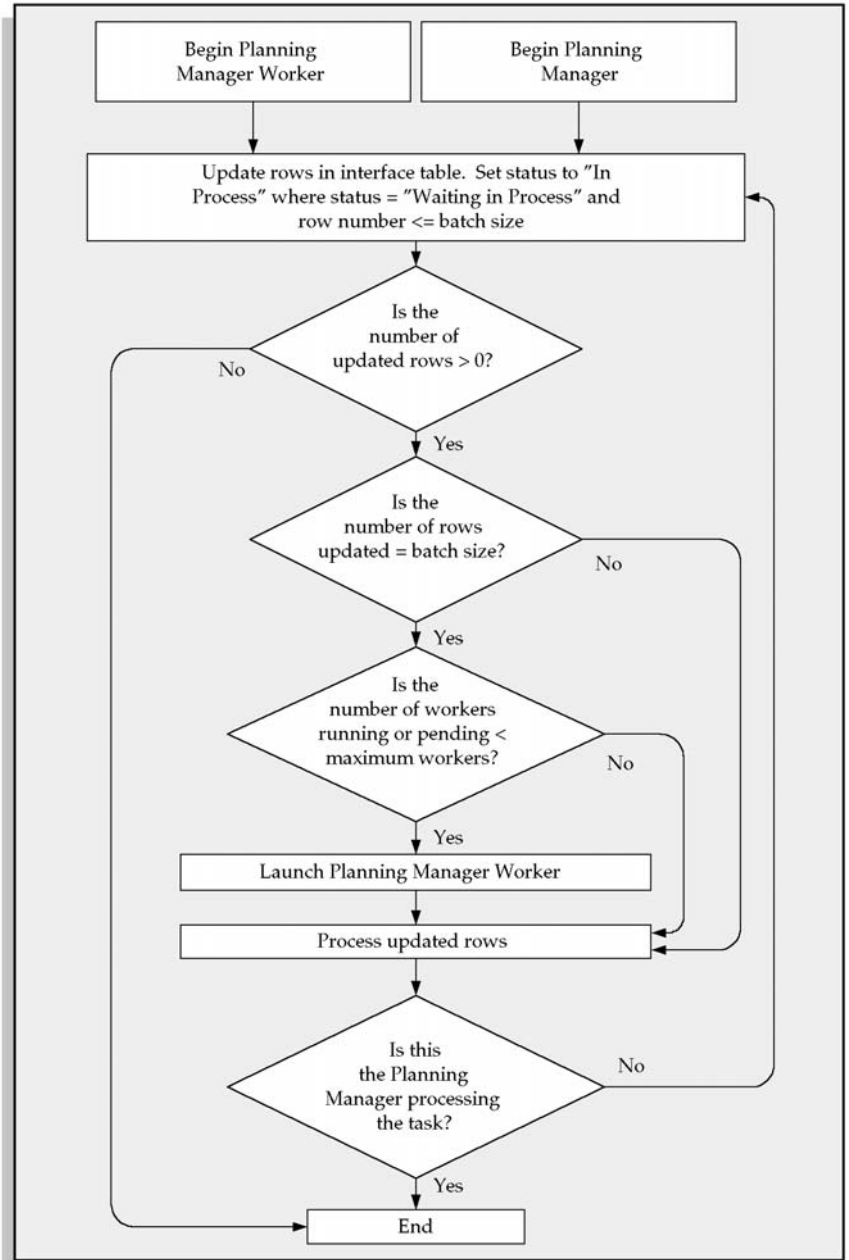 Begin Planning
Manager Worker
Begin Planning
Manager
Update rows in interface table.  Set status to "In
Process" where status = "Waiting in Process" and
row number <= batch size
Is the
number of
updated rows > 0?
No
Yes
Is the
number of rows
updated = batch size?
No
Yes
Is the
number of workers
running or pending <
maximum workers?
No
Yes
Launch Planning Manager Worker
Process updated rows
Is this
the Planning
Manager processing
the task?
No
Yes
End